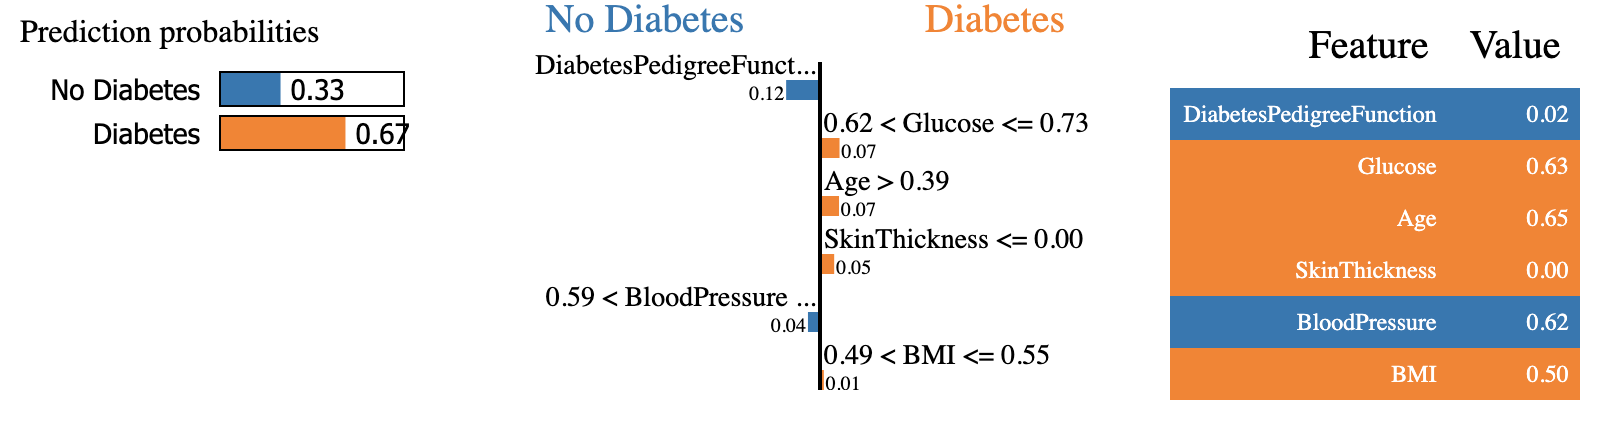 Prediction probabilities
No Diabetes 0.33
Diabetes 0.67
No Diabetes Diabetes
DiabetesPedigreeFunct...
0.12
0.62 < Glucose <= 0.73
0.07
Age > 0.39
0.07
SkinThickness <= 0.00
0.05
0.59 < BloodPressure ...
0.04
0.49 < BMI <= 0.55
0.01
Feature Value
DiabetesPedigreeFunction 0.02
Glucose 0.63
Age 0.65
SkinThickness 0.00
BloodPressure 0.62
BMI 0.50